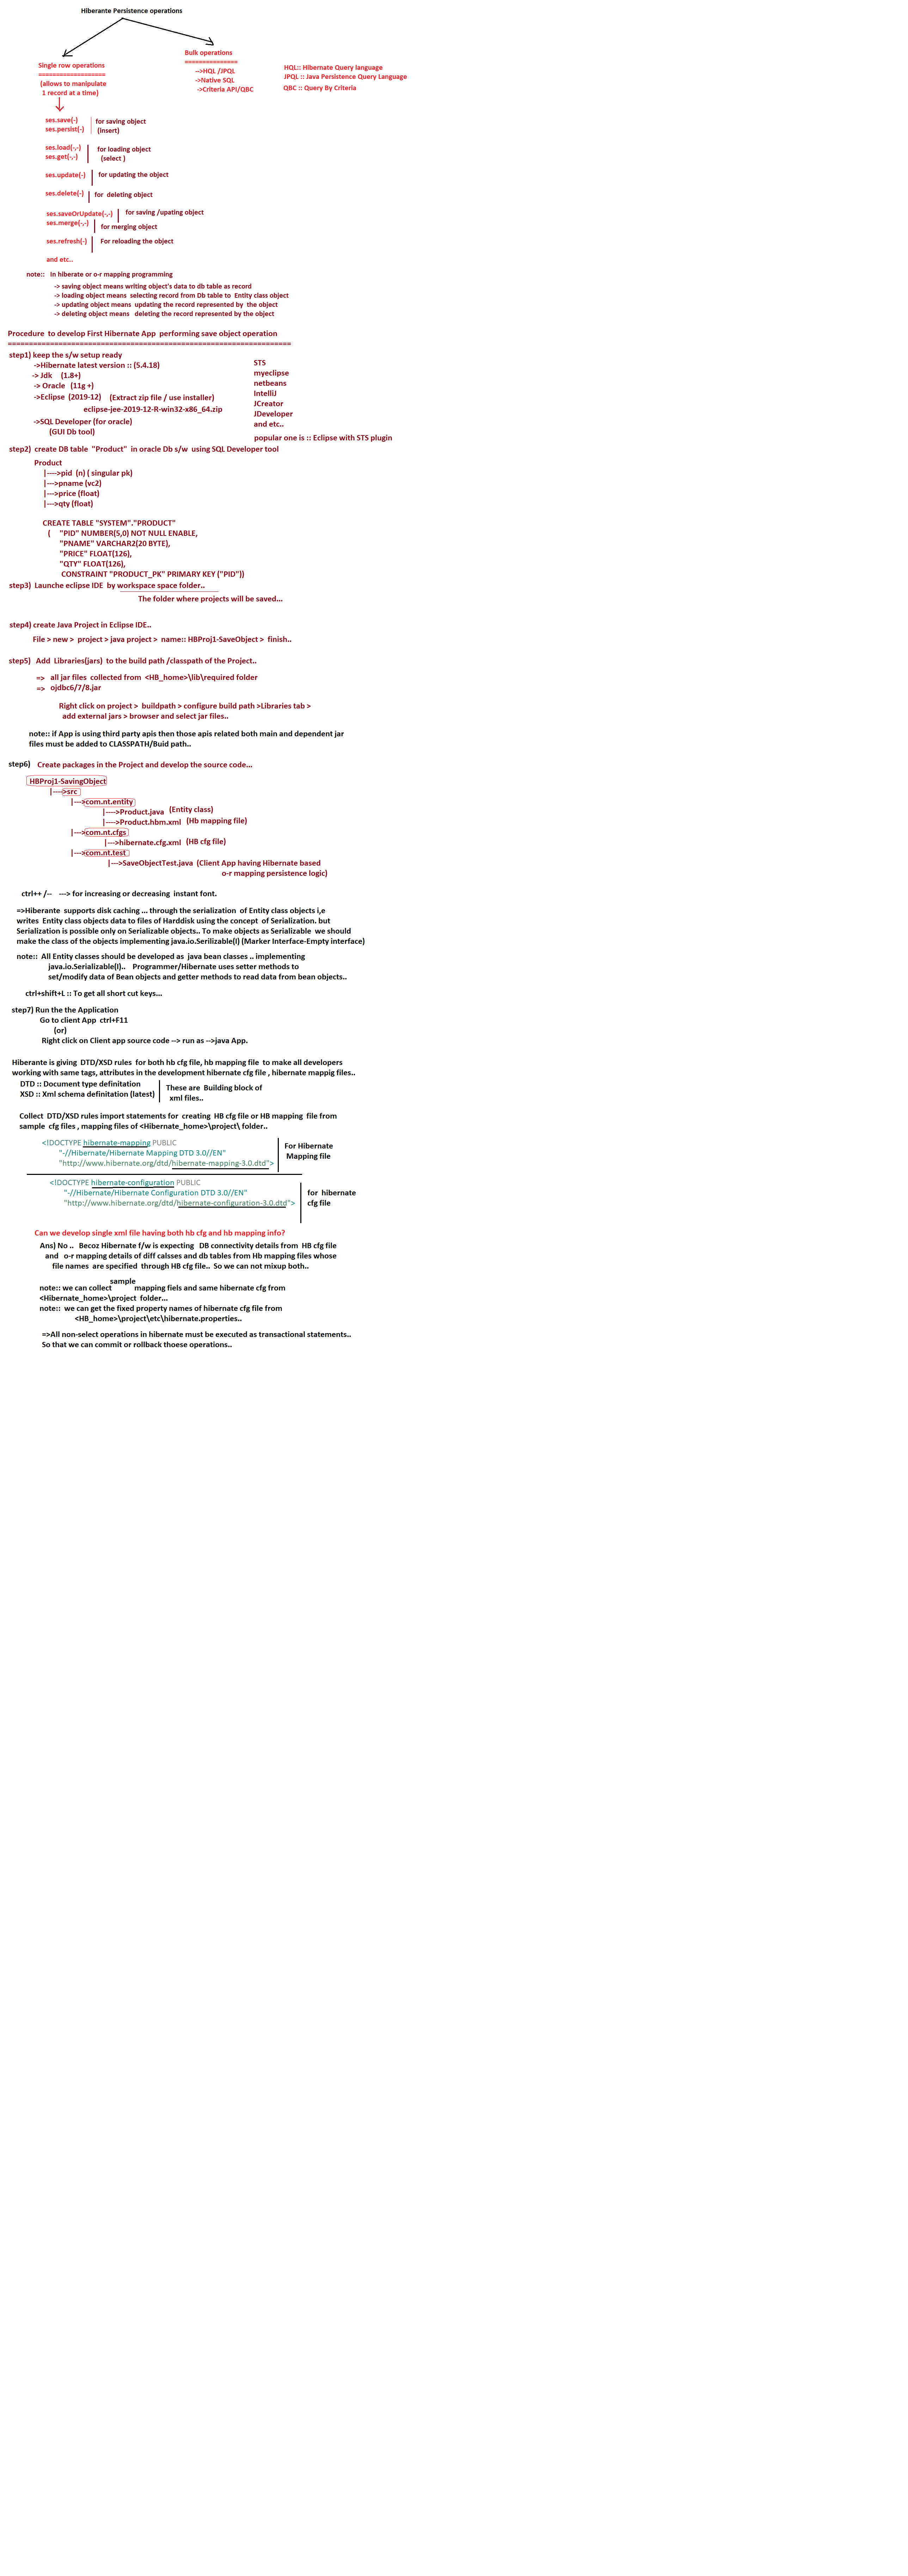 Hiberante Persistence operations
Single row operations
===================
(allows to manipulate
1 record at a time)
Bulk operations
===============
-->HQL /JPQL
->Native SQL
->Criteria API/QBC
HQL:: Hibernate Query language
JPQL :: Java Persistence Query Language
QBC :: Query By Criteria
ses.save(-)
ses.persist(-)
for saving object
(insert)
ses.load(-,-)
ses.get(-,-)
for loading object
(select )
ses.update(-) for updating the object
ses.delete(-) for deleting object
ses.saveOrUpdate(-,-) for saving /upating object
ses.merge(-,-) for merging object
ses.refresh(-) For reloading the object
and etc..
note:: In hiberate or o-r mapping programming
-> saving object means writing object's data to db table as record
-> loading object means selecting record from Db table to Entity class object
-> updating object means updating the record represented by the object
-> deleting object means deleting the record represented by the object
Procedure to develop First Hibernate App performing save object operation
===================================================================
step1) keep the s/w setup ready
->Hibernate latest version :: (5.4.18)
-> Jdk (1.8+)
-> Oracle (11g +)
->Eclipse (2019-12) (Extract zip file / use installer)
eclipse-jee-2019-12-R-win32-x86_64.zip
->SQL Developer (for oracle)
(GUI Db tool)
STS
myeclipse
netbeans
IntelliJ
JCreator
JDeveloper
and etc..
popular one is :: Eclipse with STS plugin
step2) create DB table "Product" in oracle Db s/w using SQL Developer tool
Product
|---->pid (n) ( singular pk)
|--->pname (vc2)
|--->price (float)
|--->qty (float)
CREATE TABLE "SYSTEM"."PRODUCT"
( "PID" NUMBER(5,0) NOT NULL ENABLE,
"PNAME" VARCHAR2(20 BYTE),
"PRICE" FLOAT(126),
"QTY" FLOAT(126),
CONSTRAINT "PRODUCT_PK" PRIMARY KEY ("PID"))
step3) Launche eclipse IDE by workspace space folder..
The folder where projects will be saved...
step4) create Java Project in Eclipse IDE..
File > new > project > java project > name:: HBProj1-SaveObject > finish..
step5) Add Libraries(jars) to the build path /classpath of the Project..
=> all jar files collected from <HB_home>\lib\required folder
=> ojdbc6/7/8.jar
Right click on project > buildpath > configure build path >Libraries tab >
add external jars > browser and select jar files..
note:: if App is using third party apis then those apis related both main and dependent jar
files must be added to CLASSPATH/Buid path..
step6) Create packages in the Project and develop the source code...
HBProj1-SavingObject
|---->src
|--->com.nt.entity
|---->Product.java (Entity class)
|---->Product.hbm.xml (Hb mapping file)
|--->com.nt.cfgs
|--->hibernate.cfg.xml (HB cfg file)
|--->com.nt.test
|--->SaveObjectTest.java (Client App having Hibernate based
o-r mapping persistence logic)
ctrl++ /-- ---> for increasing or decreasing instant font.
=>Hiberante supports disk caching ... through the serialization of Entity class objects i,e
writes Entity class objects data to files of Harddisk using the concept of Serialization. but
Serialization is possible only on Serializable objects.. To make objects as Serializable we should
make the class of the objects implementing java.io.Serilizable(I) (Marker Interface-Empty interface)
note:: All Entity classes should be developed as java bean classes .. implementing
java.io.Serializable(I).. Programmer/Hibernate uses setter methods to
set/modify data of Bean objects and getter methods to read data from bean objects..
ctrl+shift+L :: To get all short cut keys...
step7) Run the the Application
Go to client App ctrl+F11
(or)
Right click on Client app source code --> run as -->java App.
Hiberante is giving DTD/XSD rules for both hb cfg file, hb mapping file to make all developers
working with same tags, attributes in the development hibernate cfg file , hibernate mappig files..
DTD :: Document type definitation
XSD :: Xml schema definitation (latest)
These are Building block of
xml files..
Collect DTD/XSD rules import statements for creating HB cfg file or HB mapping file from
sample cfg files , mapping files of <Hibernate_home>\project\ folder..
<!DOCTYPE hibernate-mapping PUBLIC
"-//Hibernate/Hibernate Mapping DTD 3.0//EN"
"http://www.hibernate.org/dtd/hibernate-mapping-3.0.dtd">
For Hibernate
Mapping file
<!DOCTYPE hibernate-configuration PUBLIC
"-//Hibernate/Hibernate Configuration DTD 3.0//EN"
"http://www.hibernate.org/dtd/hibernate-configuration-3.0.dtd">
for hibernate
cfg file
Can we develop single xml file having both hb cfg and hb mapping info?
Ans) No .. Becoz Hibernate f/w is expecting DB connectivity details from HB cfg file
and o-r mapping details of diff calsses and db tables from Hb mapping files whose
file names are specified through HB cfg file.. So we can not mixup both..
sample
note:: we can collect mapping fiels and same hibernate cfg from
<Hibernate_home>\project folder...
note:: we can get the fixed property names of hibernate cfg file from
<HB_home>\project\etc\hibernate.properties..
=>All non-select operations in hibernate must be executed as transactional statements..
So that we can commit or rollback thoese operations..